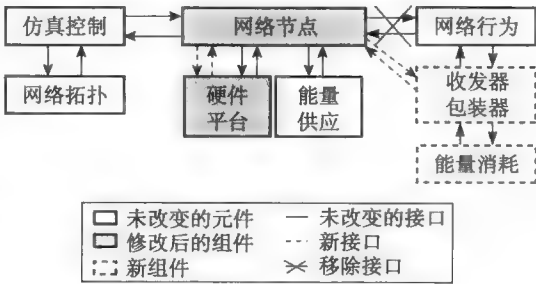 仿真控制
网络节点
网络行为
网络拓扑
硬件
平台
能量
供应
收发器
包装器
能量消耗
未改变的元件
未改变的接口
修改后的组件
新接口
新组件
移除接口